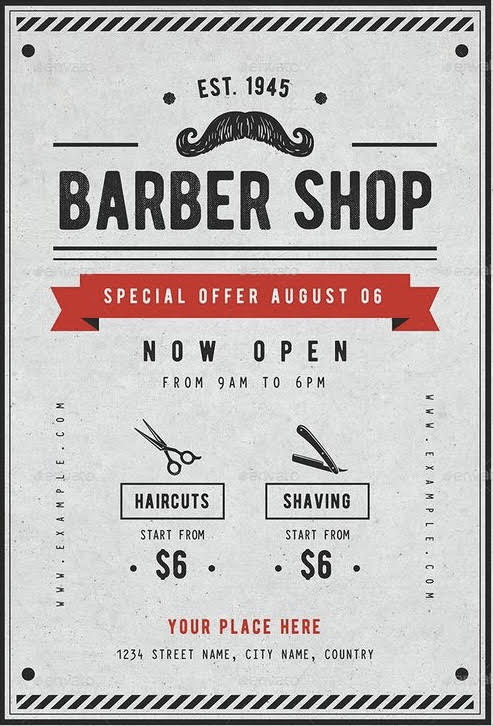 EST. 1945
BARBER SHOP
SPECIAL OFFER AUGUST 06
NOW OPEN
FROM 9AM TO 6PM
WWW.EXAMPLE.COM
WWW.EXAMPLE.COM.
HAIRCUTS
SHAVING
START FROM
START FROM
• $6 •
• $6 •
YOUR PLACE HERE
1234 STREET NAME, CITY NAME, COUNTRY